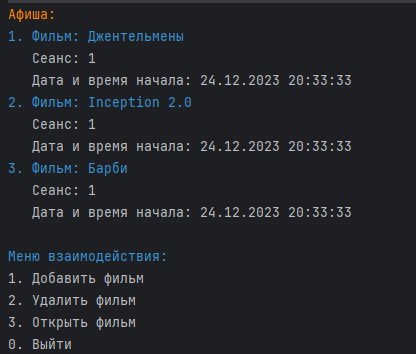 Афиша:
1. Фильм: Джентельмены
Сеанс: 1
Дата и время начала: 24.12.2023 20:33:33
2. Фильм: Inception 2.0
Сеанс: 1
Дата и время начала: 24.12.2023 20:33:33
3. Фильм: Барби
Сеанс: 1
Дата и время начала: 24.12.2023 20:33:33
Меню взаимодействия:
1. Добавить фильм
2. Удалить фильм
3. Открыть фильм
0. Выйти